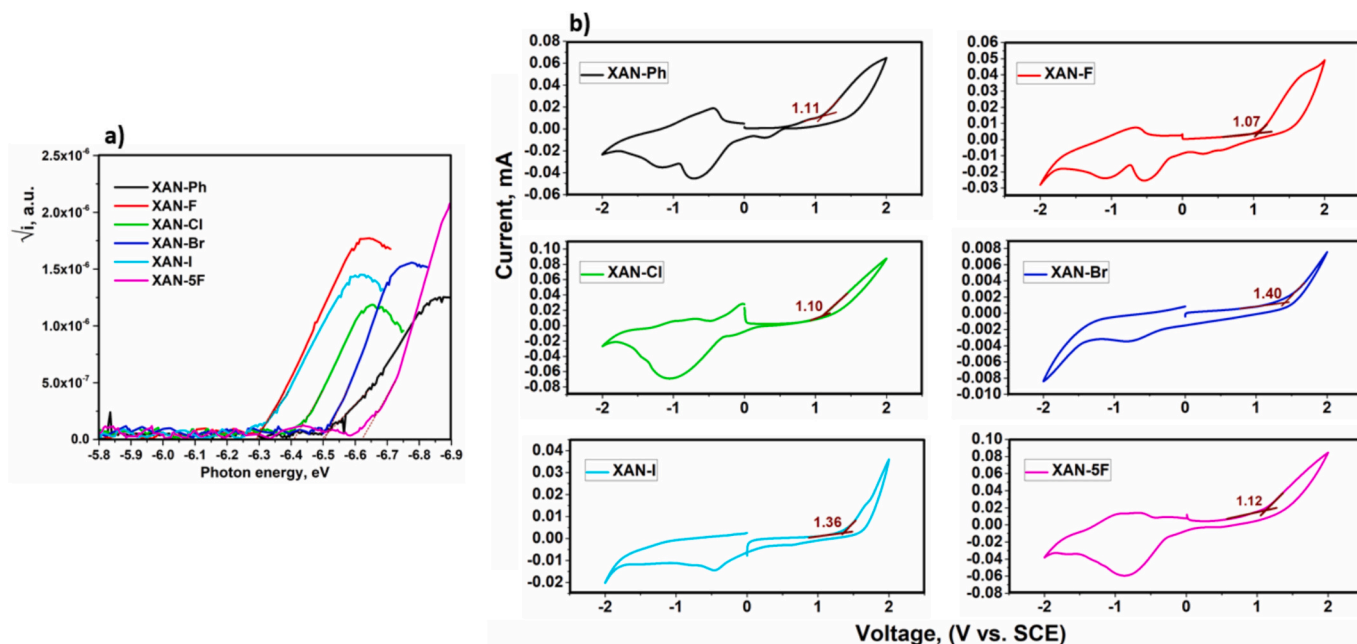 a)
2.5x10-6
2.0x10-6
1.5x10-6
1.0x10-6
5.0x10-7
0.0
√i, a.u.
XAN-Ph
XAN-F
XAN-Cl
XAN-Br
XAN-I
XAN-5F
-5.8 -5.9 -6.0 -6.1 -6.2 -6.3 -6.4 -6.5 -6.6 -6.7 -6.8 -6.9
Photon energy, eV
b)
Current, mA
0.08
0.06
0.04
0.02
0.00
-0.02
-0.04
-0.06
XAN-Ph
1.11
-2 -1 0 1 2
0.06
0.05
0.04
0.03
0.02
0.01
0.00
-0.01
-0.02
-0.03
XAN-F
1.07
-2 -1 0 1 2
0.10
0.08
0.06
0.04
0.02
0.00
-0.02
-0.04
-0.06
-0.08
XAN-Cl
1.10
-2 -1 0 1 2
0.008
0.006
0.004
0.002
0.000
-0.002
-0.004
-0.006
-0.008
-0.010
XAN-Br
1.40
-2 -1 0 1 2
0.04
0.03
0.02
0.01
0.00
-0.01
-0.02
XAN-I
1.36
-2 -1 0 1 2
0.10
0.08
0.06
0.04
0.02
0.00
-0.02
-0.04
-0.06
-0.08
XAN-5F
1.12
-2 -1 0 1 2
Voltage, (V vs. SCE)